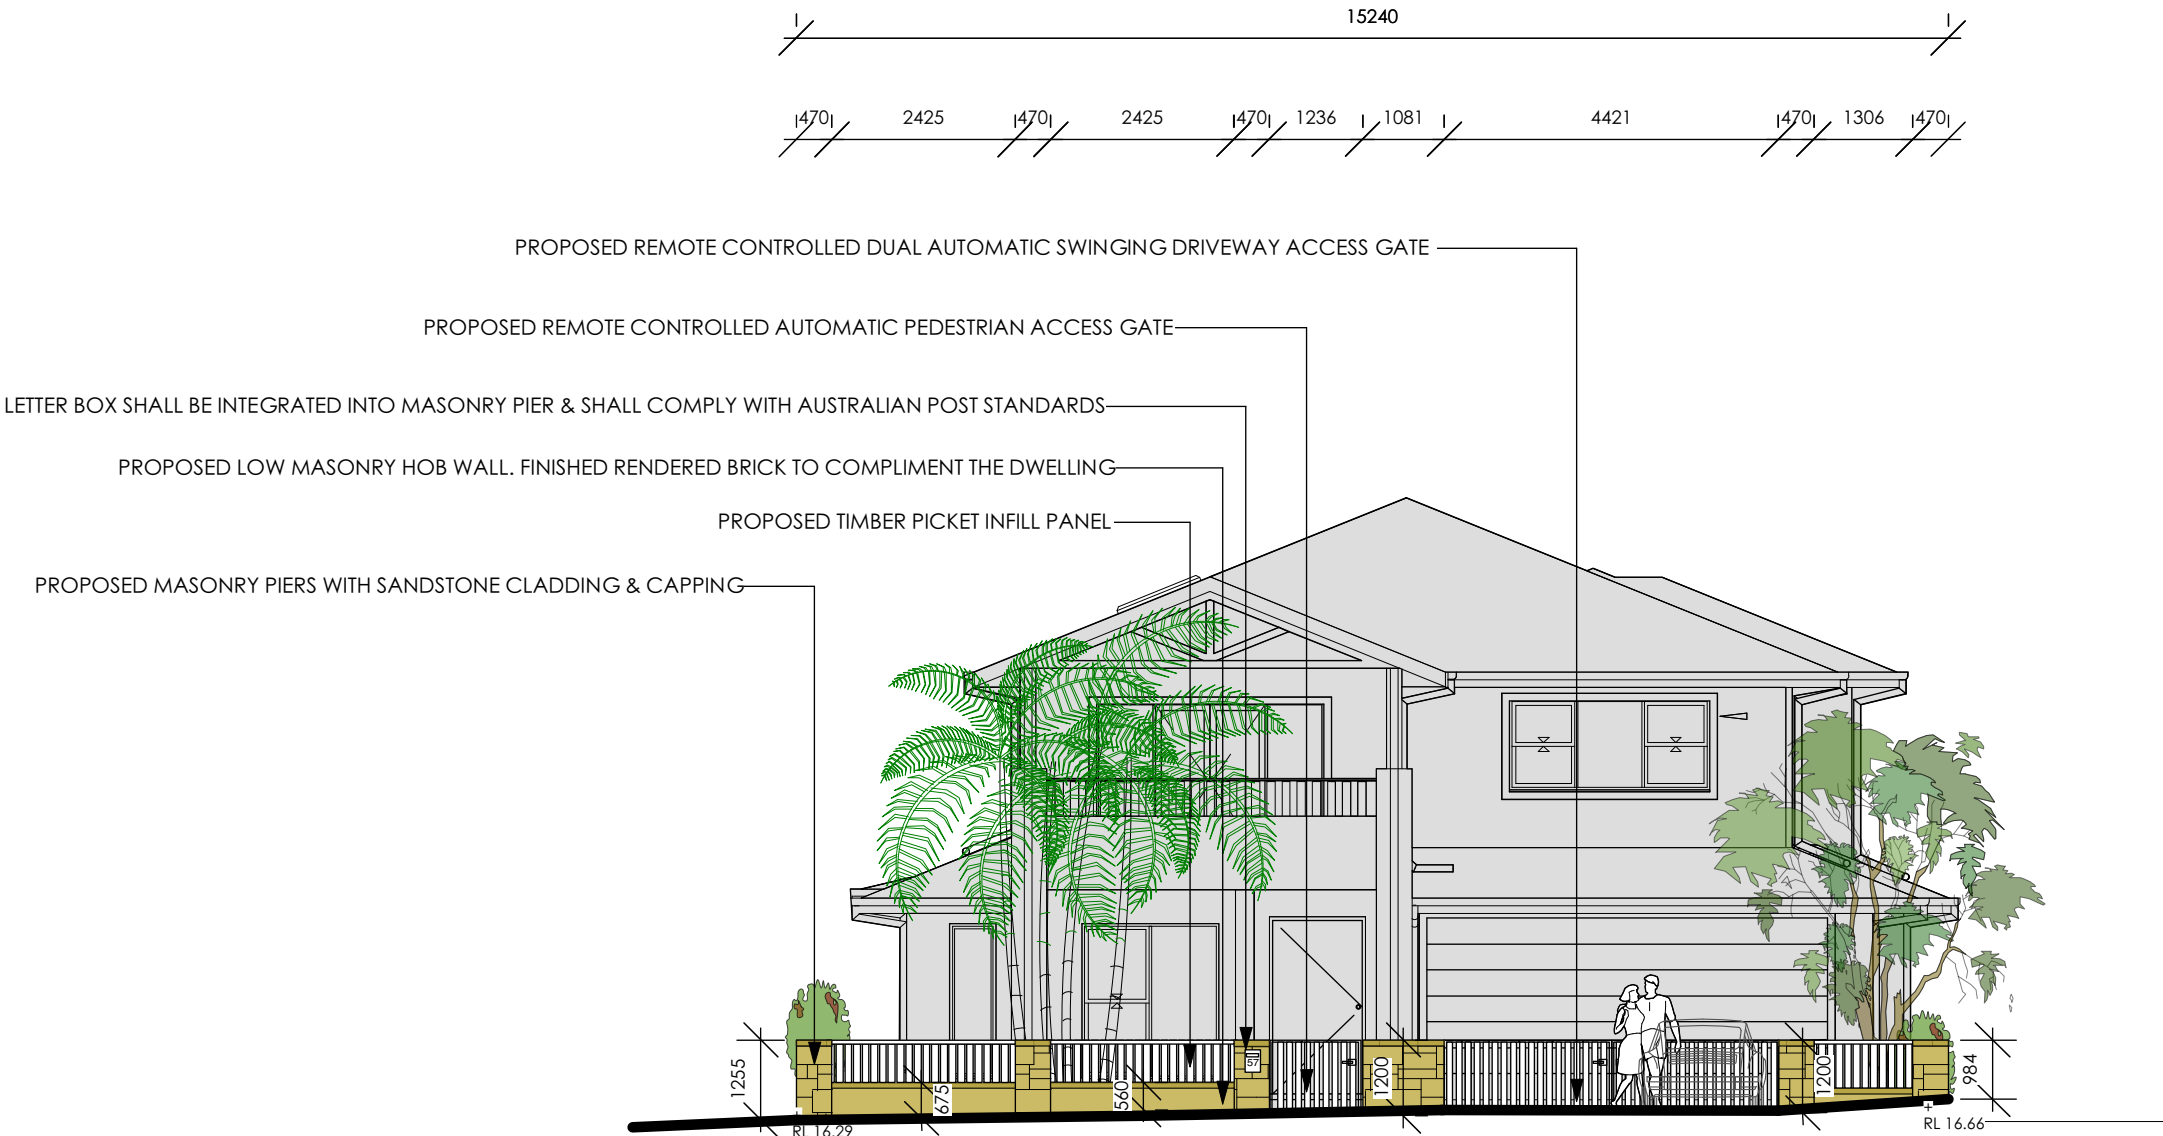 15240
470 2425 470 2425 470 1236 1081 4421 470 1306 470
PROPOSED REMOTE CONTROLLED DUAL AUTOMATIC SWINGING DRIVEWAY ACCESS GATE
PROPOSED REMOTE CONTROLLED AUTOMATIC PEDESTRIAN ACCESS GATE
LETTER BOX SHALL BE INTEGRATED INTO MASONRY PIER & SHALL COMPLY WITH AUSTRALIAN POST STANDARDS
PROPOSED LOW MASONRY HOB WALL. FINISHED RENDERED BRICK TO COMPLIMENT THE DWELLING
PROPOSED TIMBER PICKET INFILL PANEL
PROPOSED MASONRY PIERS WITH SANDSTONE CLADDING & CAPPING
57
1255
675
560
1200
1200
984
RL 16.29
RL 16.66